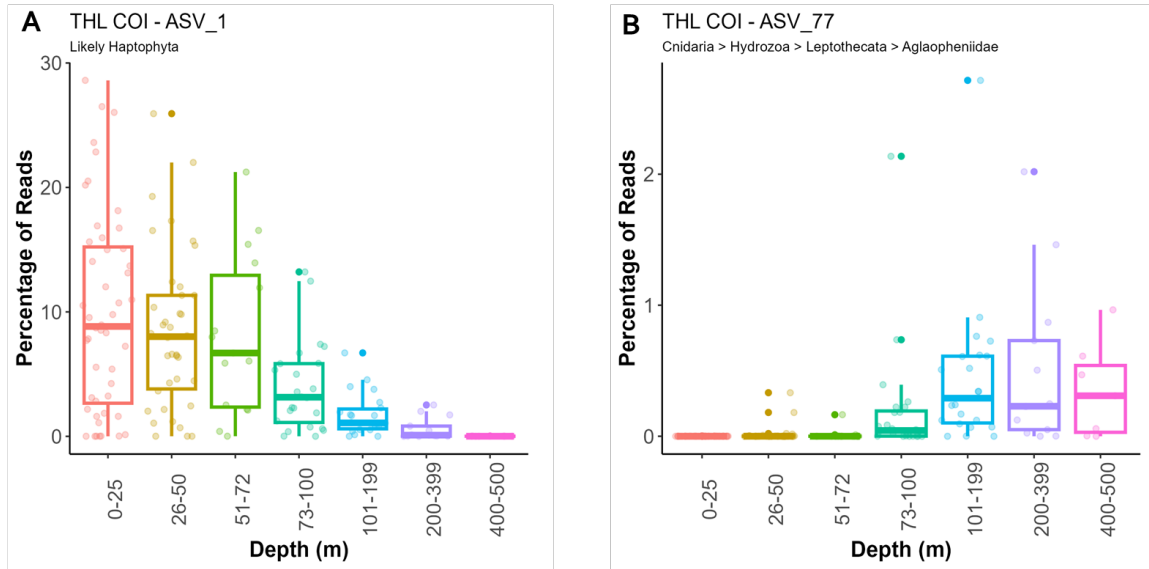 A
THL COI - ASV_1
Likely Haptophyta
Percentage of Reads
30
20
10
0
0-25
26-50
51-72
73-100
101-199
200-399
400-500
Depth (m)
B
THL COI - ASV_77
Cnidaria > Hydrozoa > Leptothecata > Aglaopheniidae
Percentage of Reads
2
1
0
0-25
26-50
51-72
73-100
101-199
200-399
400-500
Depth (m)